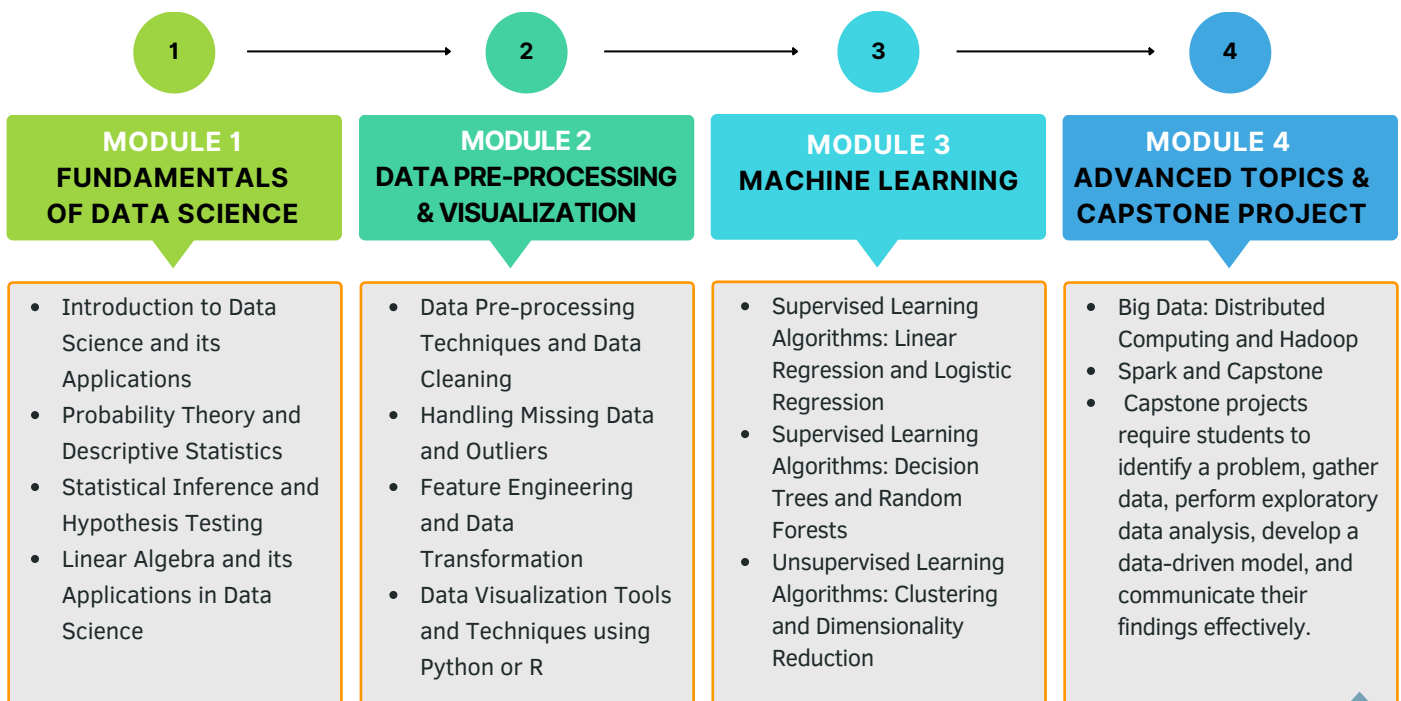 1
2
3
4
MODULE 1
FUNDAMENTALS
OF DATA SCIENCE
• Introduction to Data
Science and its
Applications
• Probability Theory and
Descriptive Statistics
• Statistical Inference and
Hypothesis Testing
• Linear Algebra and its
Applications in Data
Science
MODULE 2
DATA PRE-PROCESSING
& VISUALIZATION
• Data Pre-processing
Techniques and Data
Cleaning
• Handling Missing Data
and Outliers
• Feature Engineering
and Data
Transformation
• Data Visualization Tools
and Techniques using
Python or R
MODULE 3
MACHINE LEARNING
• Supervised Learning
Algorithms: Linear
Regression and Logistic
Regression
• Supervised Learning
Algorithms: Decision
Trees and Random
Forests
• Unsupervised Learning
Algorithms: Clustering
and Dimensionality
Reduction
MODULE 4
ADVANCED TOPICS &
CAPSTONE PROJECT
• Big Data: Distributed
Computing and Hadoop
• Spark and Capstone
• Capstone projects
require students to
identify a problem, gather
data, perform exploratory
data analysis, develop a
data-driven model, and
communicate their
findings effectively.